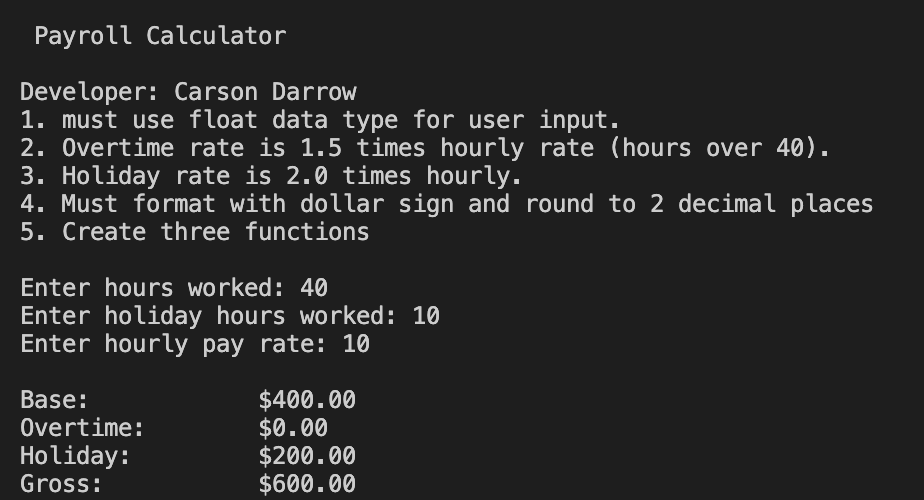 Payroll Calculator
Developer: Carson Darrow
1. must use float data type for user input.
2. Overtime rate is 1.5 times hourly rate (hours over 40).
3. Holiday rate is 2.0 times hourly.
4. Must format with dollar sign and round to 2 decimal places
5. Create three functions
Enter hours worked: 40
Enter holiday hours worked: 10
Enter hourly pay rate: 10
Base: $400.00
Overtime: $0.00
Holiday: $200.00
Gross: $600.00